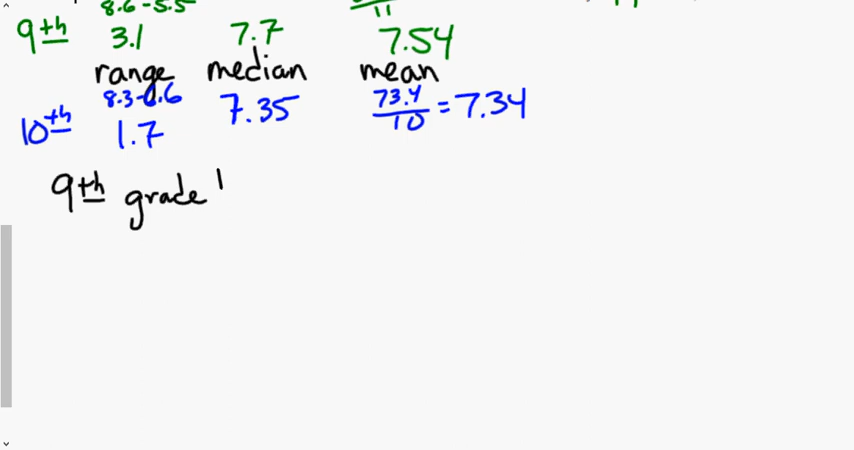 8.6-5.5
11
9th 3.1 7.7 7.54
range median mean
8.3-6.6 73.4
10th 1.7 7.35 10 = 7.34
9th grade